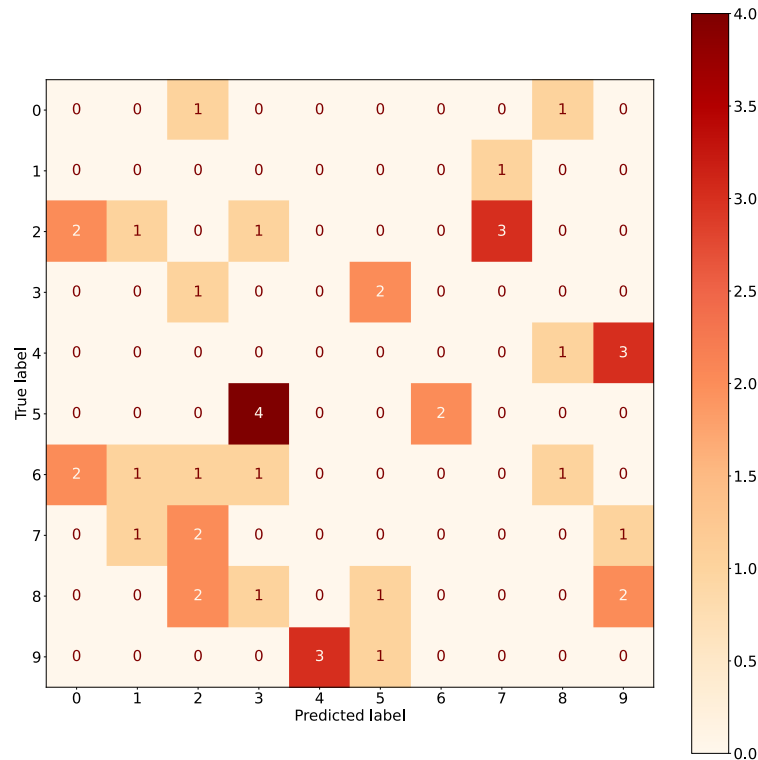 0 0 0 1 0 0 0 0 0 1 0
1 0 0 0 0 0 0 0 1 0 0
2 2 1 0 1 0 0 0 3 0 0
3 0 0 1 0 0 2 0 0 0 0
4 0 0 0 0 0 0 0 0 1 3
5 0 0 0 4 0 0 2 0 0 0
6 2 1 1 1 0 0 0 0 1 0
7 0 1 2 0 0 0 0 0 0 1
8 0 0 2 1 0 1 0 0 0 2
9 0 0 0 0 3 1 0 0 0 0
0 1 2 3 4 5 6 7 8 9
Predicted label
True label
4.0
3.5
3.0
2.5
2.0
1.5
1.0
0.5
0.0